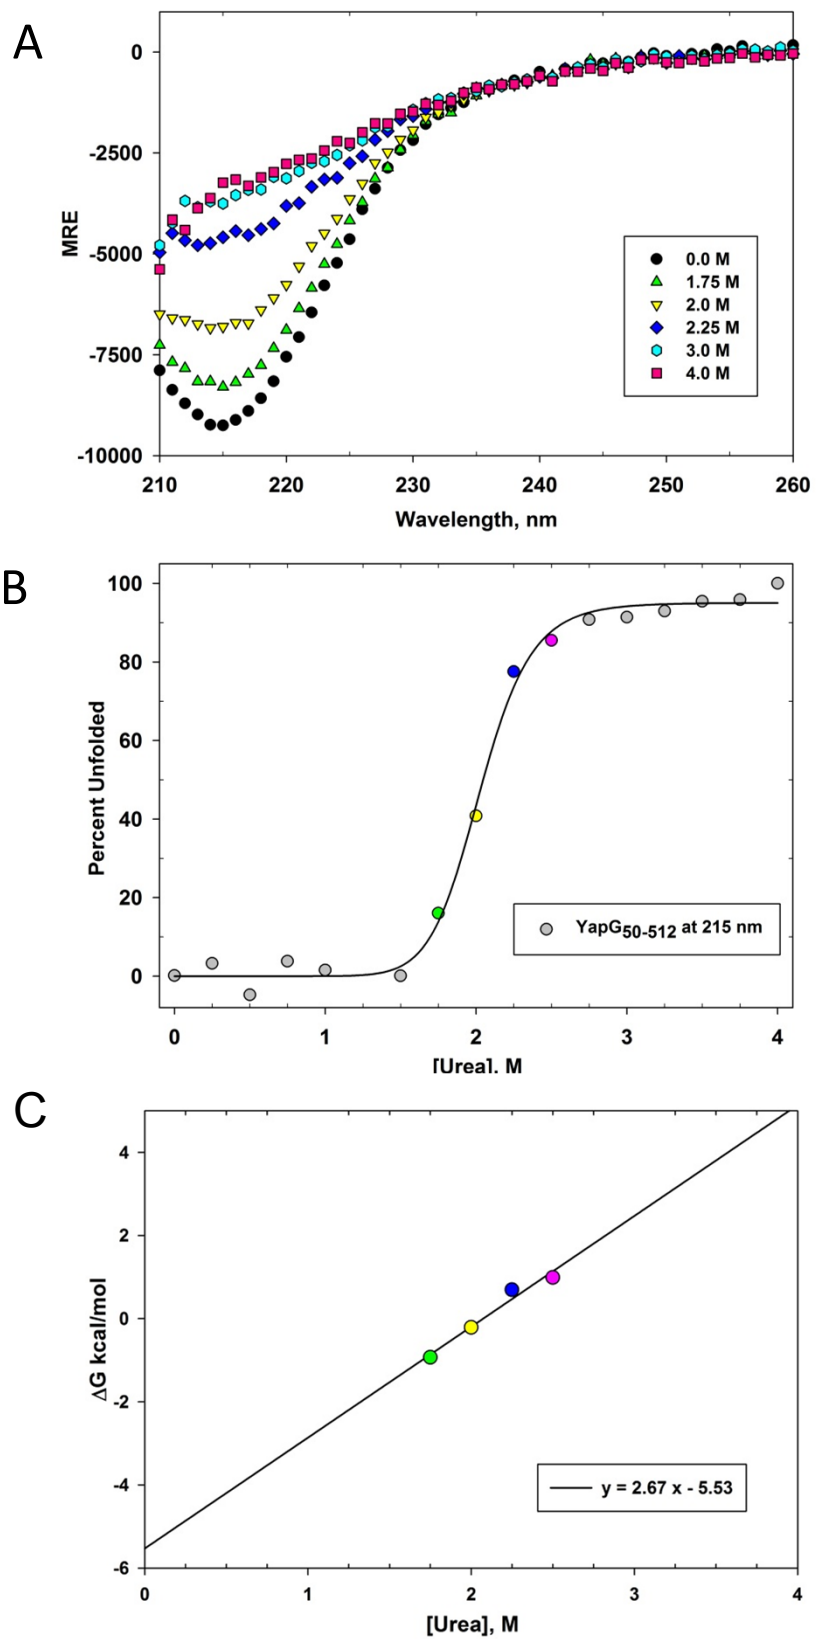 A
0
-2500
-5000
-7500
-10000
MRE
0.0 M
1.75 M
2.0 M
2.25 M
3.0 M
4.0 M
210 220 230 240 250 260
Wavelength, nm
B
100
80
60
40
20
0
Percent Unfolded
YapG50-512 at 215 nm
0 1 2 3 4
[Urea], M
C
4
2
0
-2
-4
-6
ΔG kcal/mol
y = 2.67 x - 5.53
0 1 2 3 4
[Urea], M